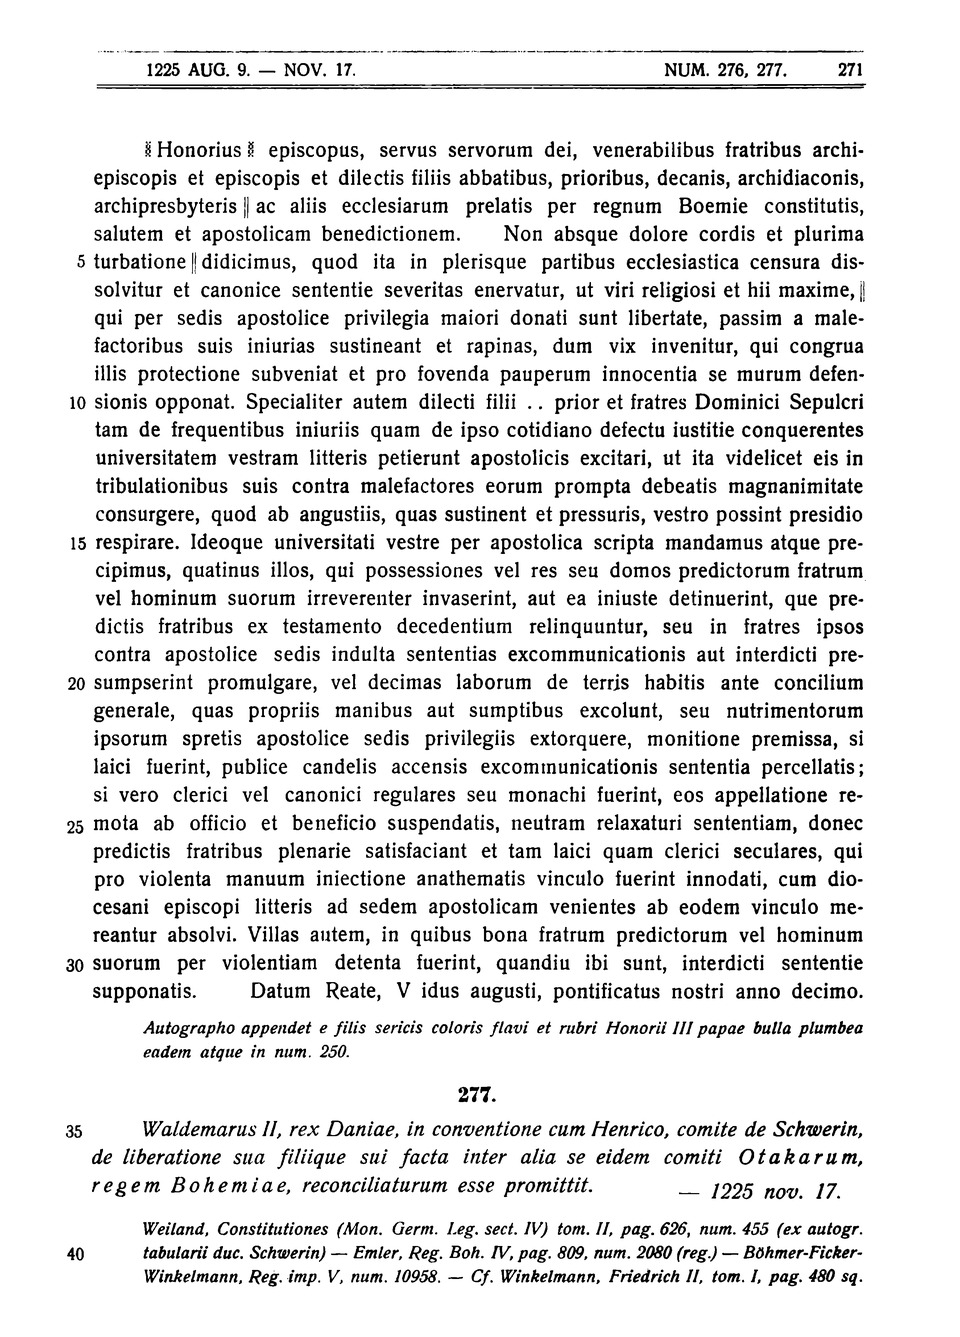 1225 AUG. 9. — NOV. 17. NUM. 276, 277. 271
Honorius episcopus, servus servorum dei, venerabilibus fratribus archi-
episcopis et episcopis et dilectis filiis abbatibus, prioribus, decanis, archidiaconis,
archipresbyteris || ac aliis ecclesiarum prelatis per regnum Boemie constitutis,
salutem et apostolicam benedictionem. Non absque dolore cordis et plurima
5 turbatione || didicimus, quod ita in plerisque partibus ecclesiastica censura dis-
solvitur et canonice sententie severitas enervatur, ut viri religiosi et hii maxime, ||
qui per sedis apostolice privilegia maiori donati sunt libertate, passim a male-
factoribus suis iniurias sustineant et rapinas, dum vix invenitur, qui congrua
illis protectione subveniat et pro fovenda pauperum innocentia se murum defen-
10 sionis opponat. Specialiter autem dilecti filii . . prior et fratres Dominici Sepulcri
tam de frequentibus iniuriis quam de ipso cotidiano defectu iustitie conquerentes
universitatem vestram litteris petierunt apostolicis excitari, ut ita videlicet eis in
tribulationibus suis contra malefactores eorum prompta debeatis magnanimitate
consurgere, quod ab angustiis, quas sustinent et pressuris, vestro possint presidio
15 respirare. Ideoque universitati vestre per apostolica scripta mandamus atque pre-
cipimus, quatinus illos, qui possessiones vel res seu domos predictorum fratrum
vel hominum suorum irreverenter invaserint, aut ea iniuste detinuerint, que pre-
dictis fratribus ex testamento decedentium relinquuntur, seu in fratres ipsos
contra apostolice sedis indulta sententias excommunicationis aut interdicti pre-
20 sumpserint promulgare, vel decimas laborum de terris habitis ante concilium
generale, quas propriis manibus aut sumptibus excolunt, seu nutrimentorum
ipsorum spretis apostolice sedis privilegiis extorquere, monitione premissa, si
laici fuerint, publice candelis accensis excommunicationis sententia percellatis;
si vero clerici vel canonici regulares seu monachi fuerint, eos appellatione re-
25 mota ab officio et beneficio suspendatis, neutram relaxaturi sententiam, donec
predictis fratribus plenarie satisfaciant et tam laici quam clerici seculares, qui
pro violenta manuum iniectione anathematis vinculo fuerint innodati, cum dio-
cesani episcopi litteris ad sedem apostolicam venientes ab eodem vinculo me-
reantur absolvi. Villas autem, in quibus bona fratrum predictorum vel hominum
30 suorum per violentiam detenta fuerint, quandiu ibi sunt, interdicti sententie
supponatis. Datum Reate, V idus augusti, pontificatus nostri anno decimo.
Autographo appendet e filis sericis coloris flavi et rubri Honorii III papae bulla plumbea
eadem atque in num. 250.
277.
35 Waldemarus II, rex Daniae, in conventione cum Henrico, comite de Schwerin,
de liberatione sua filiique sui facta inter alia se eidem comiti Otakarum,
regem Bohemiae, reconciliaturum esse promittit. — 1225 nov. 17.
Weiland, Constitutiones (Mon. Germ. Leg. sect. IV) tom. II, pag. 626, num. 455 (ex autogr.
40 tabularii duc. Schwerin) — Emler, Reg. Boh. IV, pag. 809, num. 2080 (reg.) — Böhmer-Ficker-
Winkelmann, Reg. imp. V, num. 10958. — Cf. Winkelmann, Friedrich II, tom. I, pag. 480 sq.